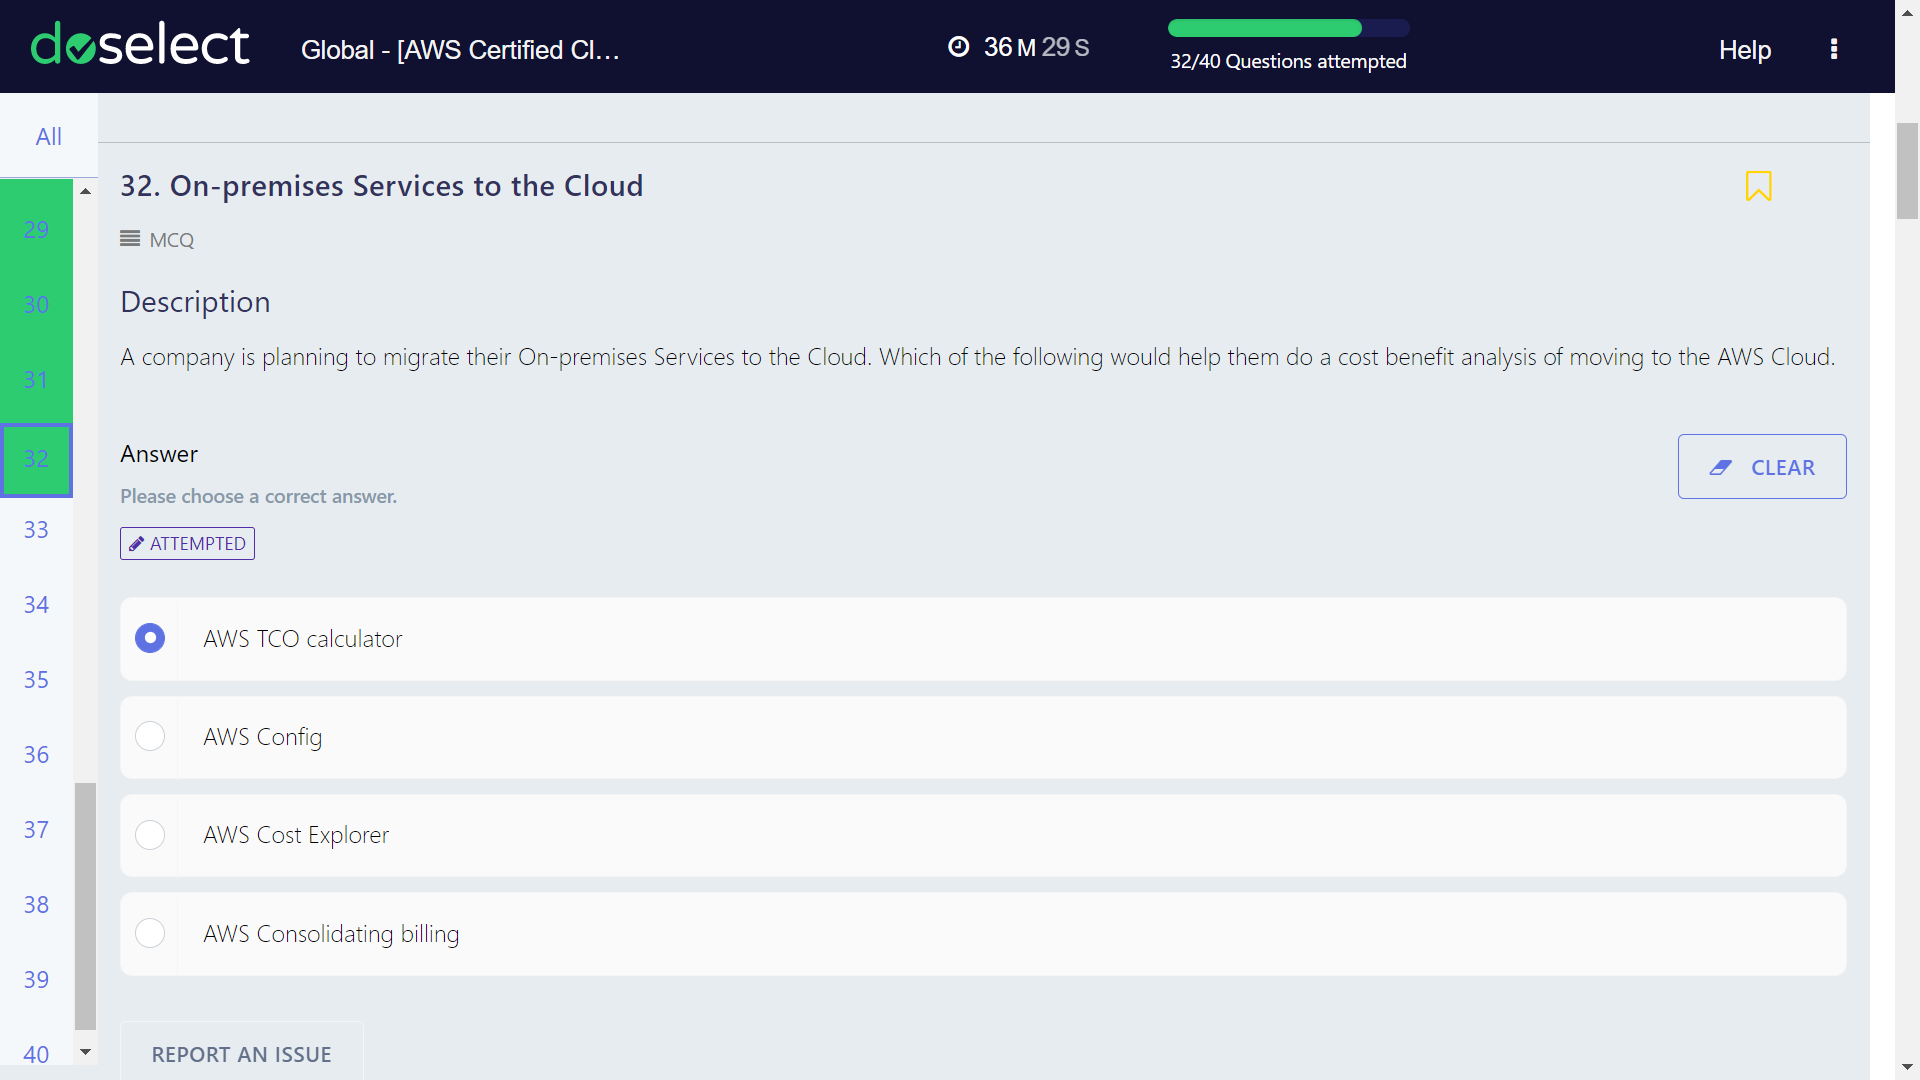 doselect
Global - [AWS Certified Cl...
36 M 29 S
32/40 Questions attempted
Help
All
29
30
31
32
33
34
35
36
37
38
39
40
32. On-premises Services to the Cloud
MCQ
Description
A company is planning to migrate their On-premises Services to the Cloud. Which of the following would help them do a cost benefit analysis of moving to the AWS Cloud.
Answer
CLEAR
Please choose a correct answer.
ATTEMPTED
AWS TCO calculator
AWS Config
AWS Cost Explorer
AWS Consolidating billing
REPORT AN ISSUE